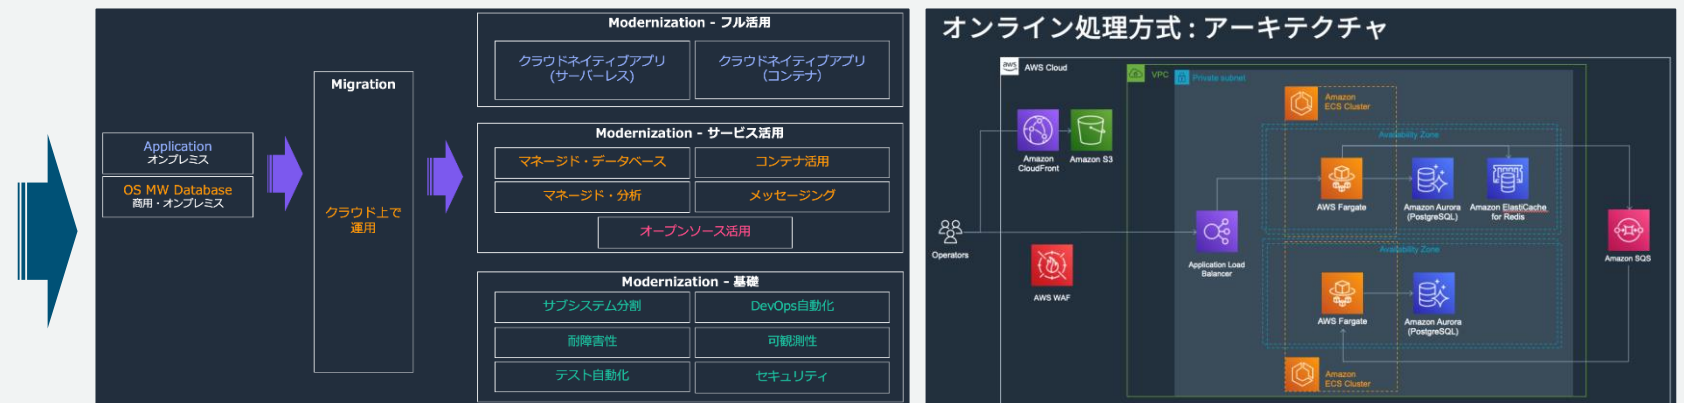 Application
オンプレミス
OS MW Database
商用・オンプレミス
Migration
クラウド上で
運用
Modernization - フル活用
クラウドネイティブアプリ
(サーバーレス)
クラウドネイティブアプリ
(コンテナ)
Modernization - サービス活用
マネージド・データベース
コンテナ活用
マネージド・分析
メッセージング
オープンソース活用
Modernization - 基礎
サブシステム分割
DevOps自動化
耐障害性
可観測性
テスト自動化
セキュリティ
オンライン処理方式 : アーキテクチャ
aws
AWS Cloud
VPC
Private subnet
Amazon
ECS Cluster
Availability Zone
Amazon
CloudFront
Amazon S3
AWS Fargate
Amazon Aurora
(PostgreSQL)
Amazon ElastiCache
for Redis
Operators
AWS WAF
Application Load
Balancer
Amazon SQS
Availability Zone
AWS Fargate
Amazon Aurora
(PostgreSQL)
Amazon
ECS Cluster